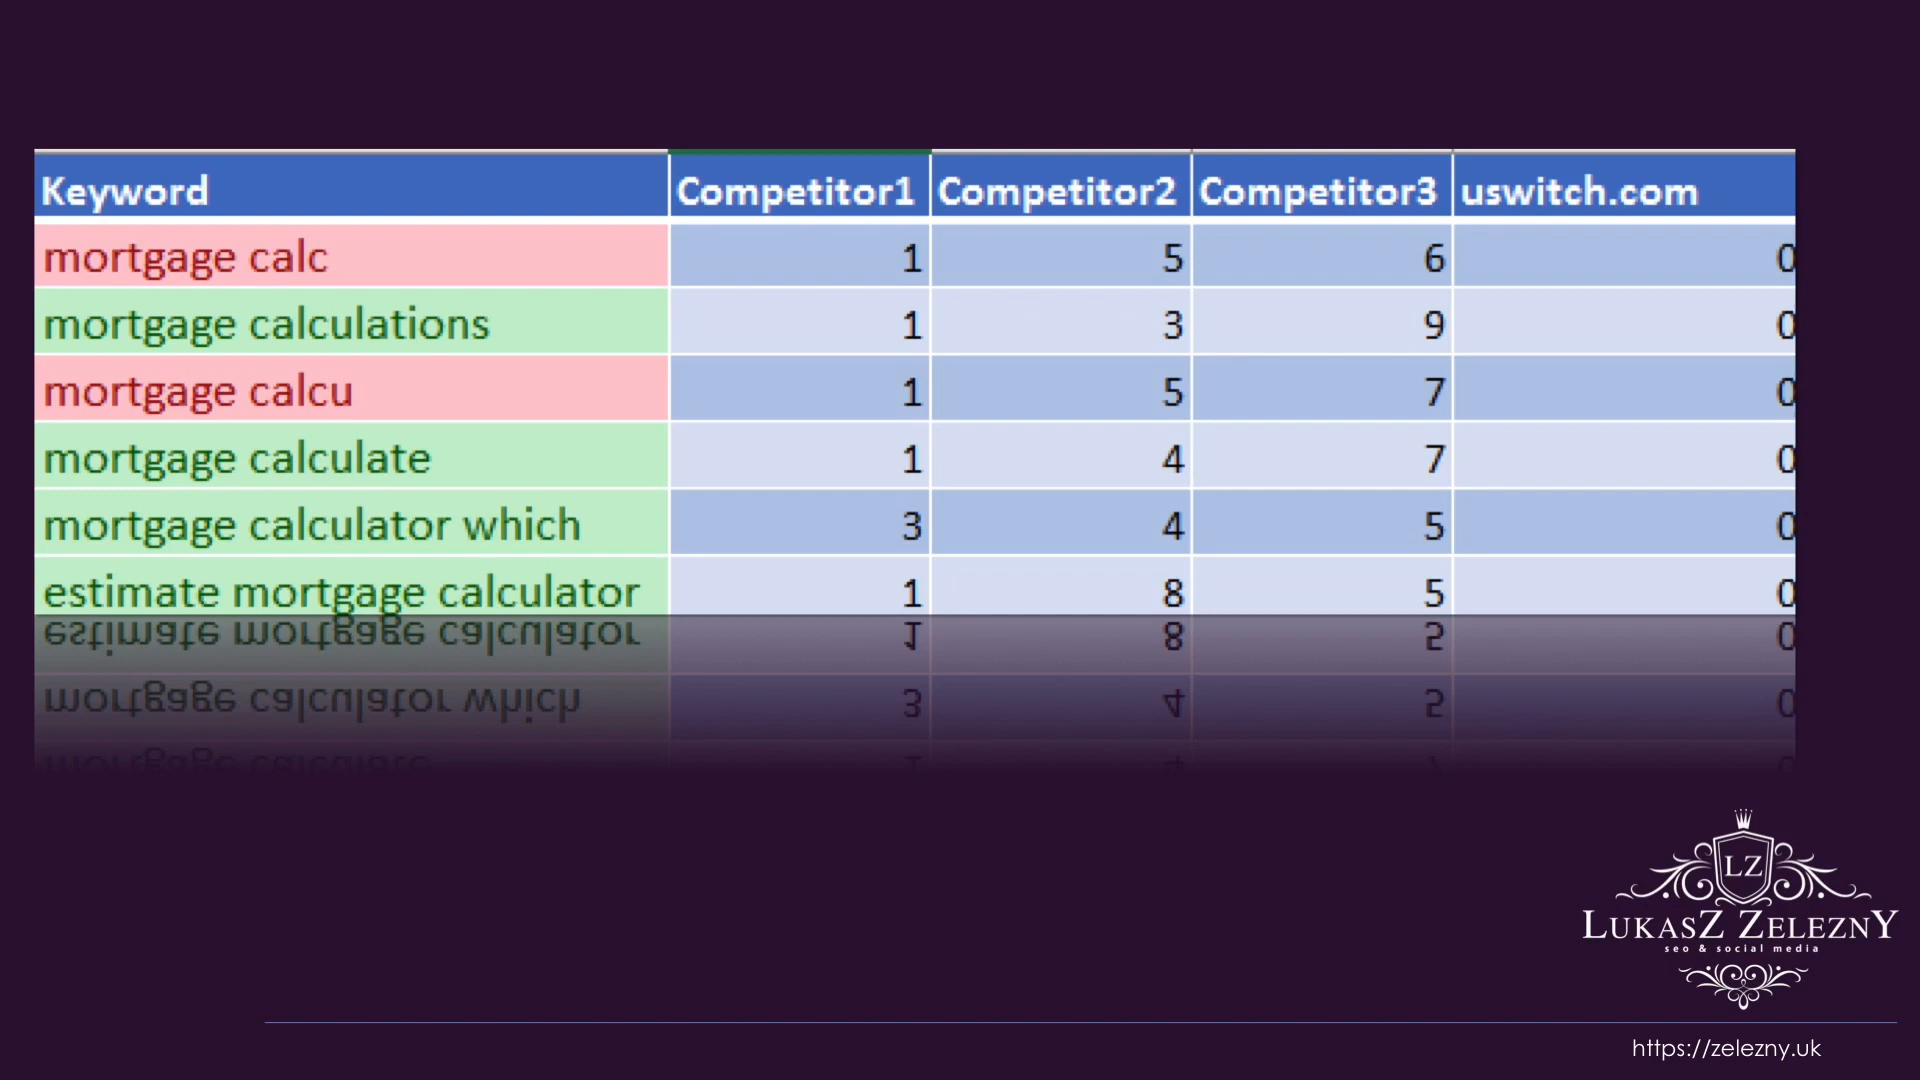 Keyword Competitor1 Competitor2 Competitor3 uswitch.com
mortgage calc 1 5 6 0
mortgage calculations 1 3 9 0
mortgage calcu 1 5 7 0
mortgage calculate 1 4 7 0
mortgage calculator which 3 4 5 0
estimate mortgage calculator 1 8 5 0
LZ
LUKASZ ZELEZNY
seo & social media
https://zelezny.uk